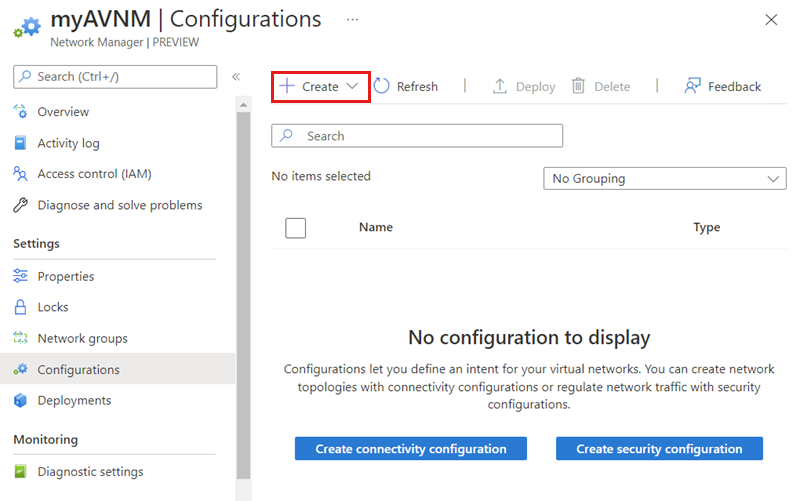 myAVNM | Configurations ...
Network Manager | PREVIEW
Search (Ctrl+/)
«
Overview
Activity log
Access control (IAM)
Diagnose and solve problems
Settings
Properties
Locks
Network groups
Configurations
Deployments
Monitoring
Diagnostic settings
Create
Refresh
Deploy
Delete
Feedback
Search
No items selected
No Grouping
Name
Type
No configuration to display
Configurations let you define an intent for your virtual networks. You can create network
topologies with connectivity configurations or regulate network traffic with security
configurations.
Create connectivity configuration
Create security configuration